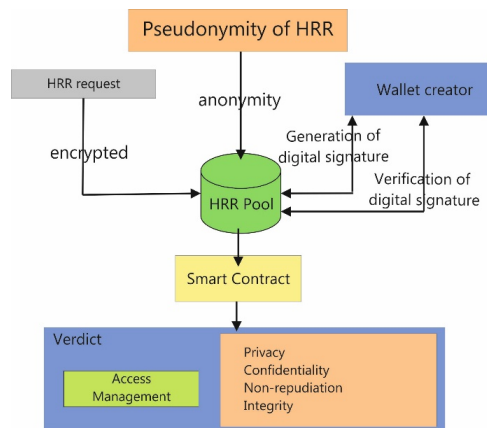 Pseudonymity of HRR
HRR request
Wallet creator
anonymity
Generation of
digital signature
encrypted
Verification of
digital signature
HRR Pool
Smart Contract
Verdict
Access
Management
Privacy
Confidentiality
Non-repudiation
Integrity